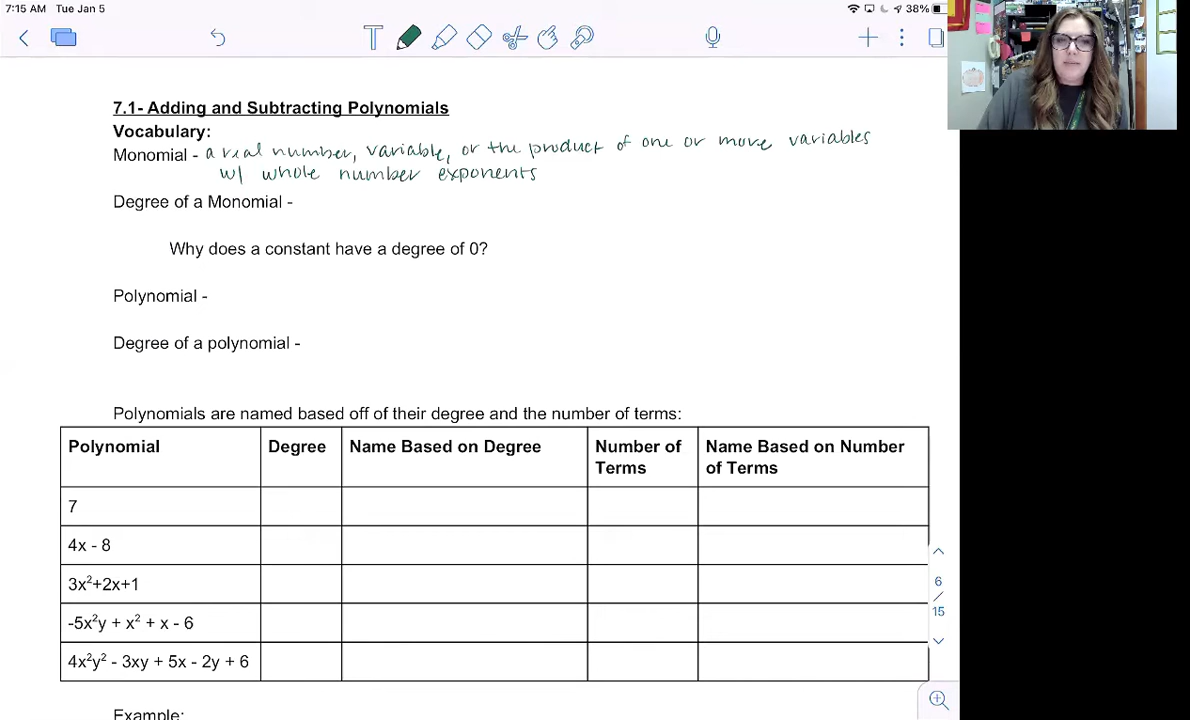 7:15 AM Tue Jan 5
38%
7.1- Adding and Subtracting Polynomials
Vocabulary:
Monomial - a real number, variable, or the product of one or more variables
w/ whole number exponents
Degree of a Monomial -
Why does a constant have a degree of 0?
Polynomial -
Degree of a polynomial -
Polynomials are named based off of their degree and the number of terms:
Polynomial Degree Name Based on Degree Number of Terms Name Based on Number of Terms
7
4x - 8
3x²+2x+1
-5x²y + x² + x - 6
4x²y² - 3xy + 5x - 2y + 6
6
/
15
Example: